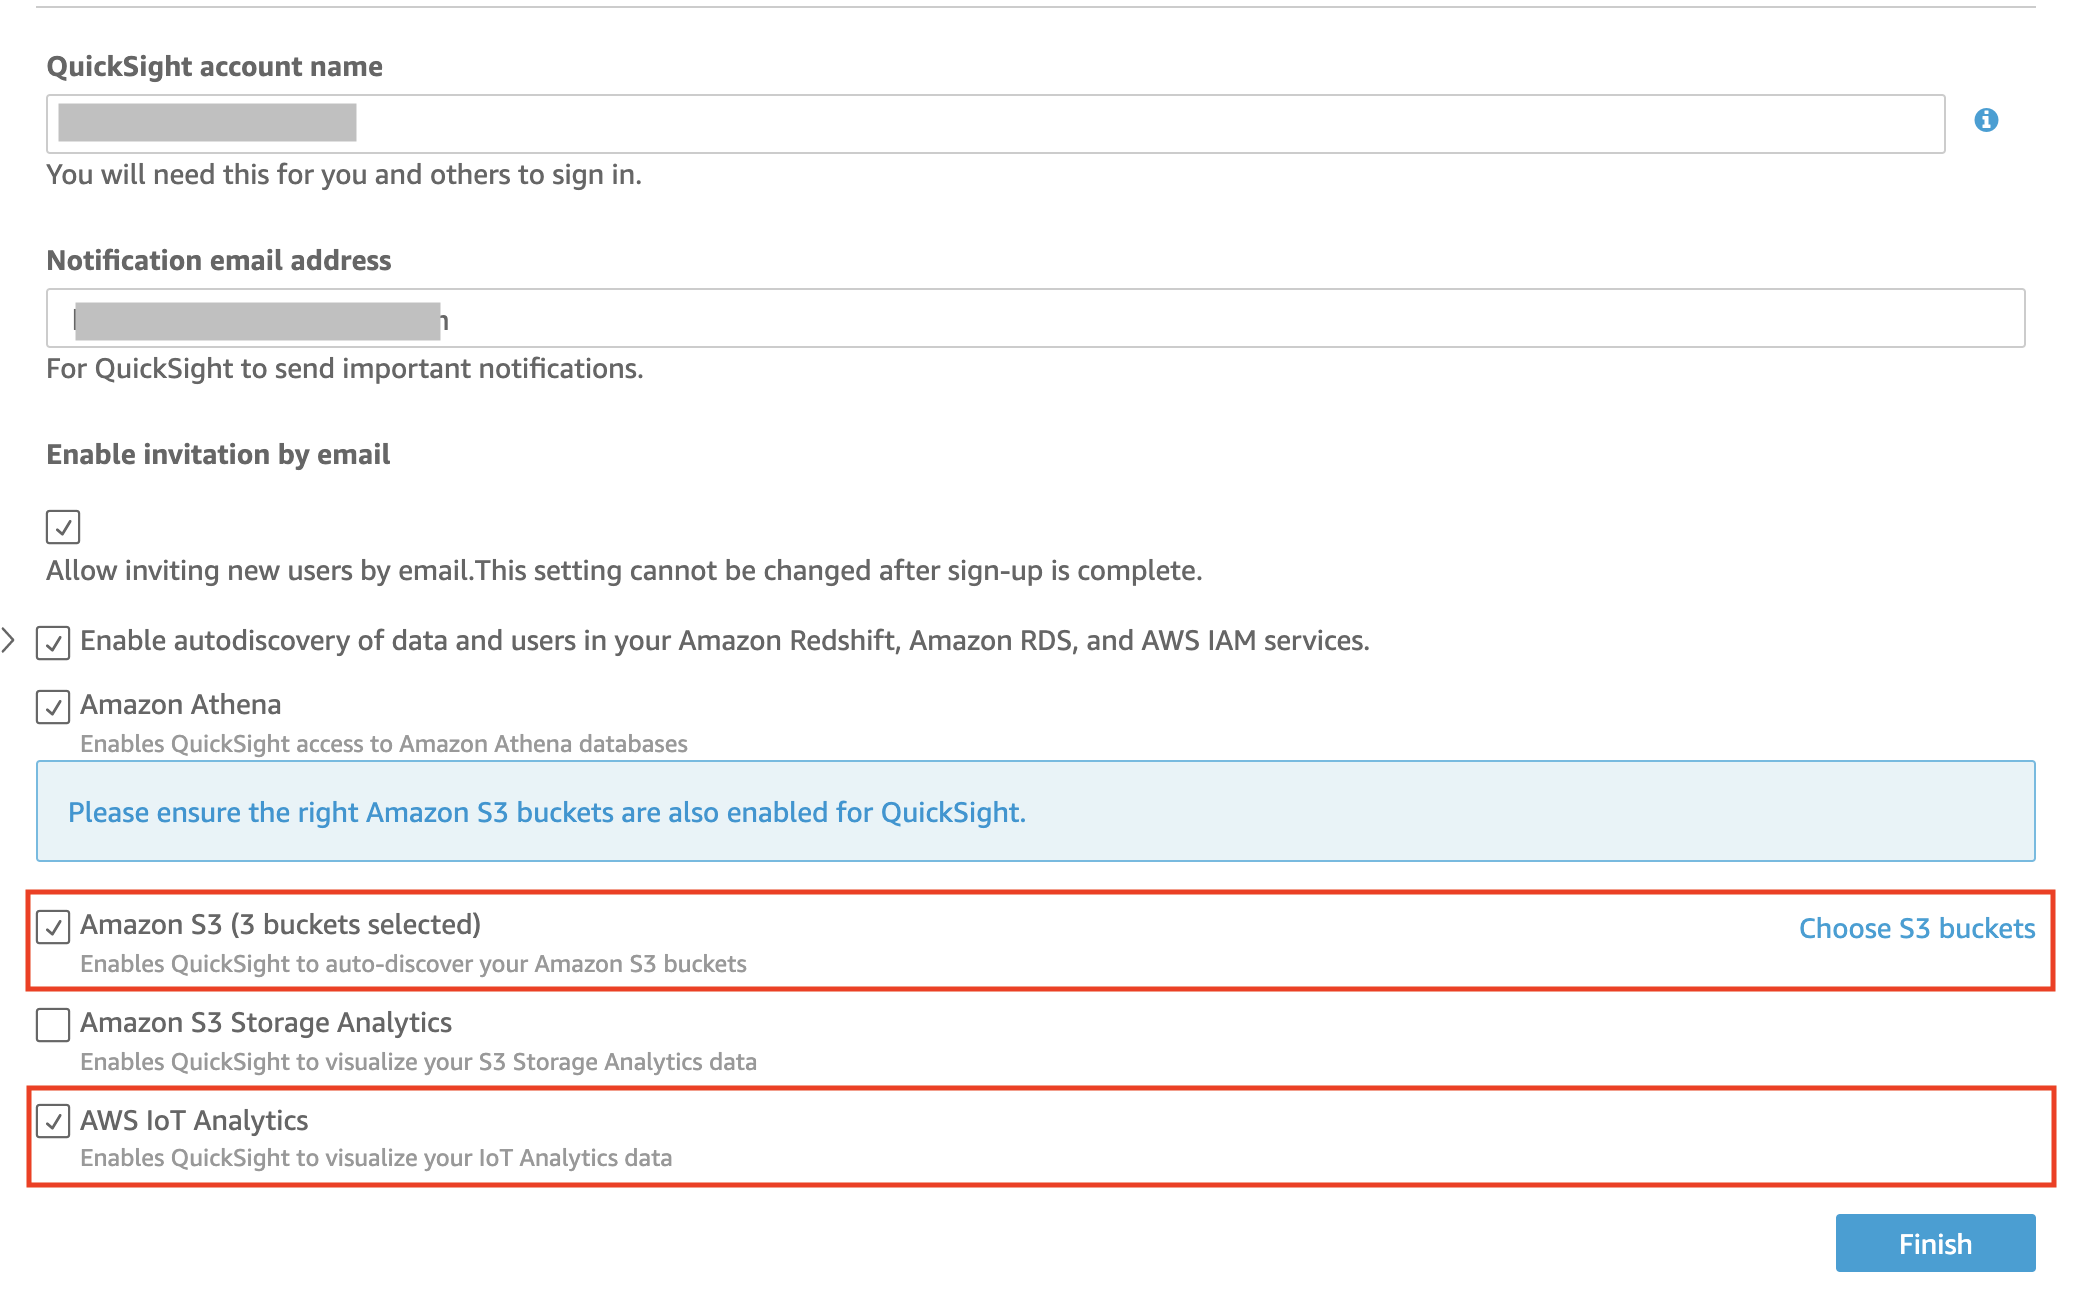 QuickSight account name
You will need this for you and others to sign in.
Notification email address
For QuickSight to send important notifications.
Enable invitation by email
Allow inviting new users by email.This setting cannot be changed after sign-up is complete.
Enable autodiscovery of data and users in your Amazon Redshift, Amazon RDS, and AWS IAM services.
Amazon Athena
Enables QuickSight access to Amazon Athena databases
Please ensure the right Amazon S3 buckets are also enabled for QuickSight.
Amazon S3 (3 buckets selected)
Choose S3 buckets
Enables QuickSight to auto-discover your Amazon S3 buckets
Amazon S3 Storage Analytics
Enables QuickSight to visualize your S3 Storage Analytics data
AWS IoT Analytics
Enables QuickSight to visualize your IoT Analytics data
Finish